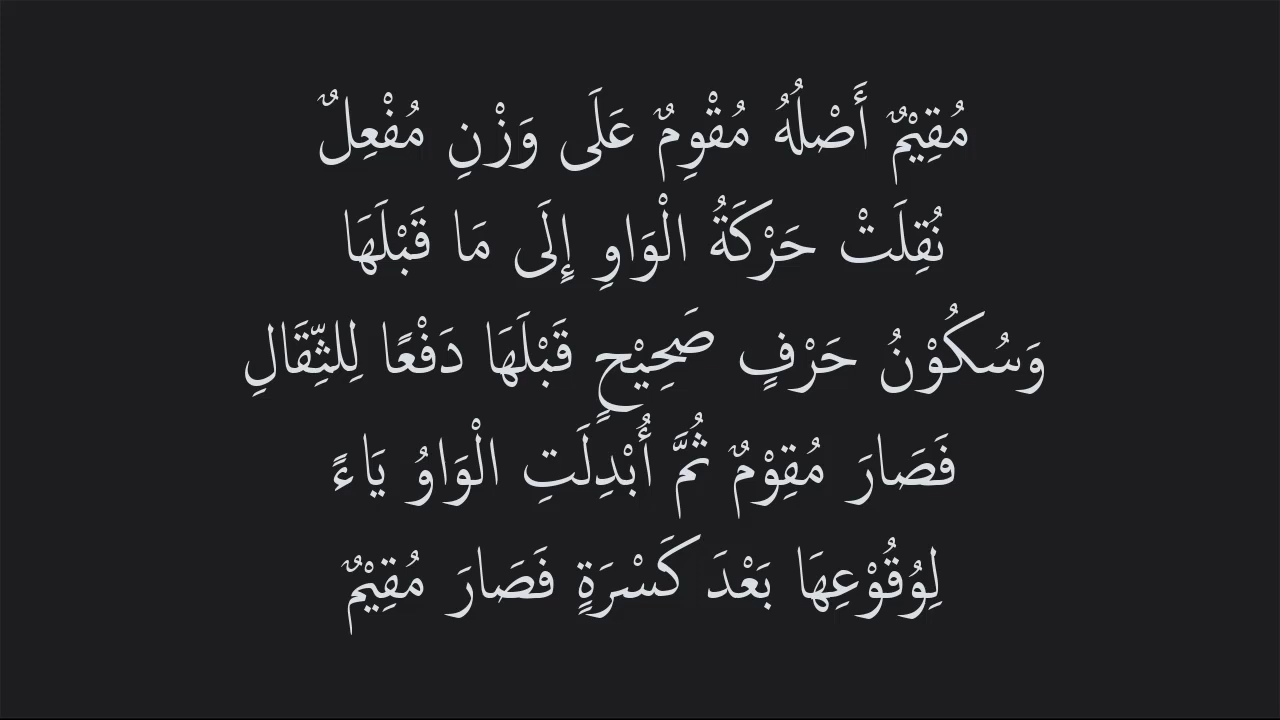 مُقِيْمٌ أَصْلُهُ مُقْوِمٌ عَلَى وَزْنِ مُفْعِلٌ
نُقِلَتْ حَرْكَةُ الْوَاوِ إِلَى مَا قَبْلَهَا
وَسُكُوْنُ حَرْفٍ صَحِيْحٍ قَبْلَهَا دَفْعًا لِلثِّقَالِ
فَصَارَ مُقِوْمٌ ثُمَّ أُبْدِلَتِ الْوَاوُ يَاءً
لِوُقُوْعِهَا بَعْدَ كَسْرَةٍ فَصَارَ مُقِيْمٌ